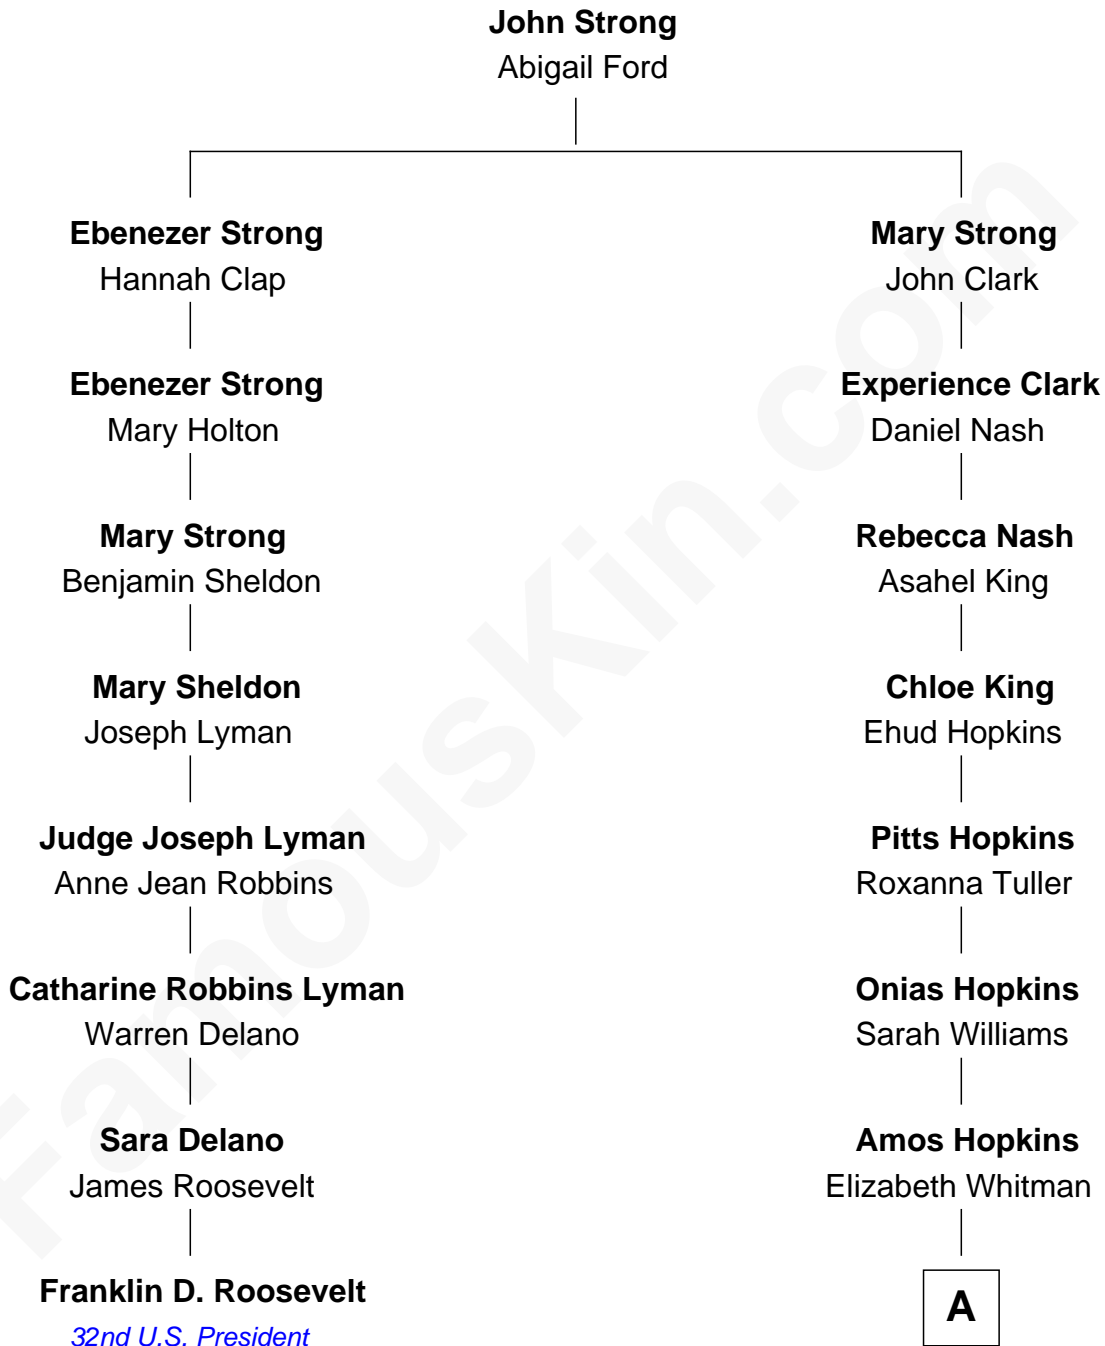 John Strong
Abigail Ford
Ebenezer Strong
Hannah Clap
Mary Strong
John Clark
Ebenezer Strong
Mary Holton
Experience Clark
Daniel Nash
Mary Strong
Benjamin Sheldon
Rebecca Nash
Asahel King
Mary Sheldon
Joseph Lyman
Chloe King
Ehud Hopkins
Judge Joseph Lyman
Anne Jean Robbins
Pitts Hopkins
Roxanna Tuller
Catharine Robbins Lyman
Warren Delano
Onias Hopkins
Sarah Williams
Sara Delano
James Roosevelt
Amos Hopkins
Elizabeth Whitman
Franklin D. Roosevelt
32nd U.S. President
A
FamousKin.com